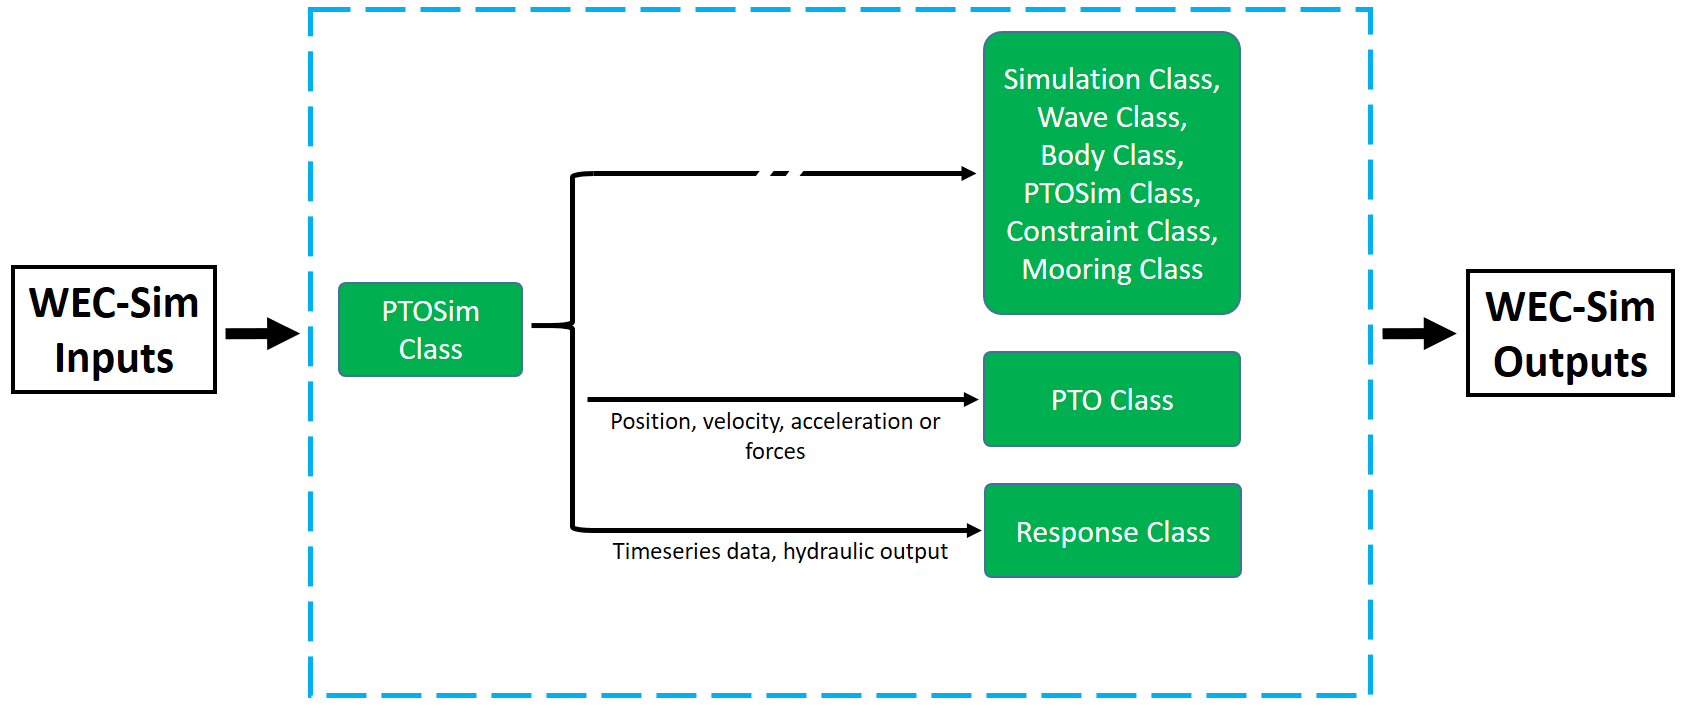 WEC-Sim
Inputs
PTOSim
Class
Simulation Class,
Wave Class,
Body Class,
PTOSim Class,
Constraint Class,
Mooring Class
Position, velocity, acceleration or
forces
PTO Class
Timeseries data, hydraulic output
Response Class
WEC-Sim
Outputs